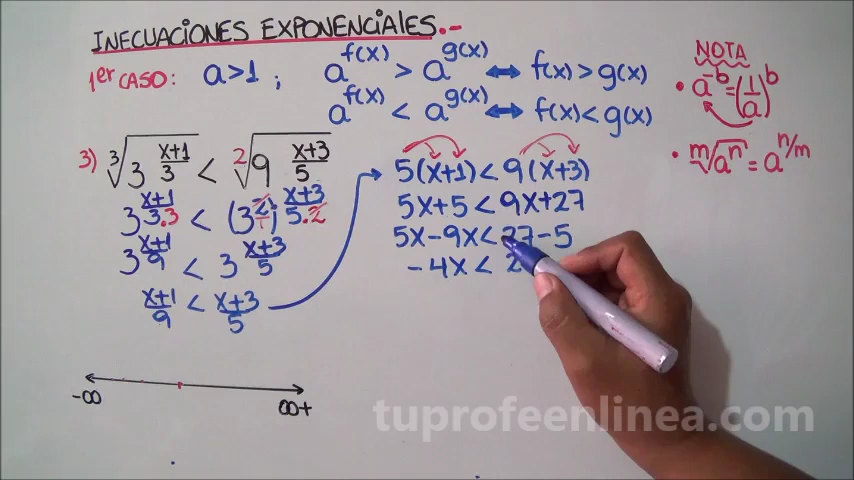 INECUACIONES EXPONENCIALES.-
1er CASO: a>1 ; a^f(x) > a^g(x) ↔ f(x) > g(x)
a^f(x) < a^g(x) ↔ f(x) < g(x)
NOTA
• a^-b = (1/a)^b
• m√a^n = a^n/m
3) 3√3^(x+1)/3 < 2√9^(x+3)/5
3^(x+1)/3.3 < (3^2)^(x+3)/5.2
3^(x+1)/9 < 3^(x+3)/5
(x+1)/9 < (x+3)/5
5(x+1) < 9(x+3)
5x+5 < 9x+27
5x-9x < 27-5
-4x < 2
-∞ ∞+
tuprofeenlinea.com